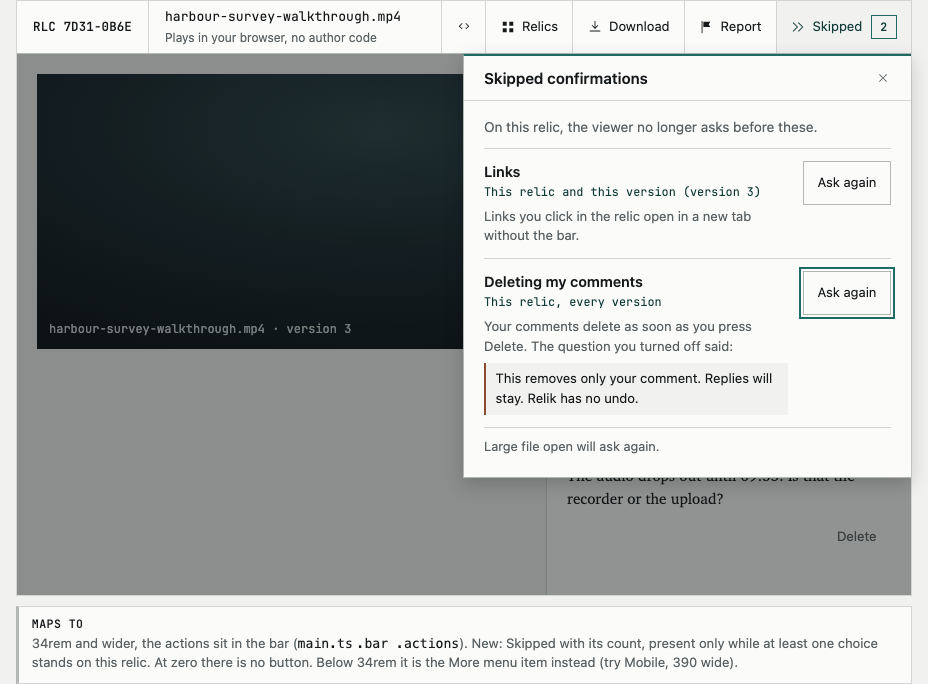 RLC 7D31-0B6E
harbour-survey-walkthrough.mp4
Plays in your browser, no author code
Relics
Download
Report
Skipped
2
harbour-survey-walkthrough.mp4 · version 3
Skipped confirmations
On this relic, the viewer no longer asks before these.
Links
This relic and this version (version 3)
Links you click in the relic open in a new tab
without the bar.
Ask again
Deleting my comments
This relic, every version
Your comments delete as soon as you press
Delete. The question you turned off said:
Ask again
This removes only your comment. Replies will
stay. Relik has no undo.
Large file open will ask again.
recorder or the upload?
Delete
MAPS TO
34rem and wider, the actions sit in the bar (main.ts .bar .actions). New: Skipped with its count, present only while at least one choice
stands on this relic. At zero there is no button. Below 34rem it is the More menu item instead (try Mobile, 390 wide).